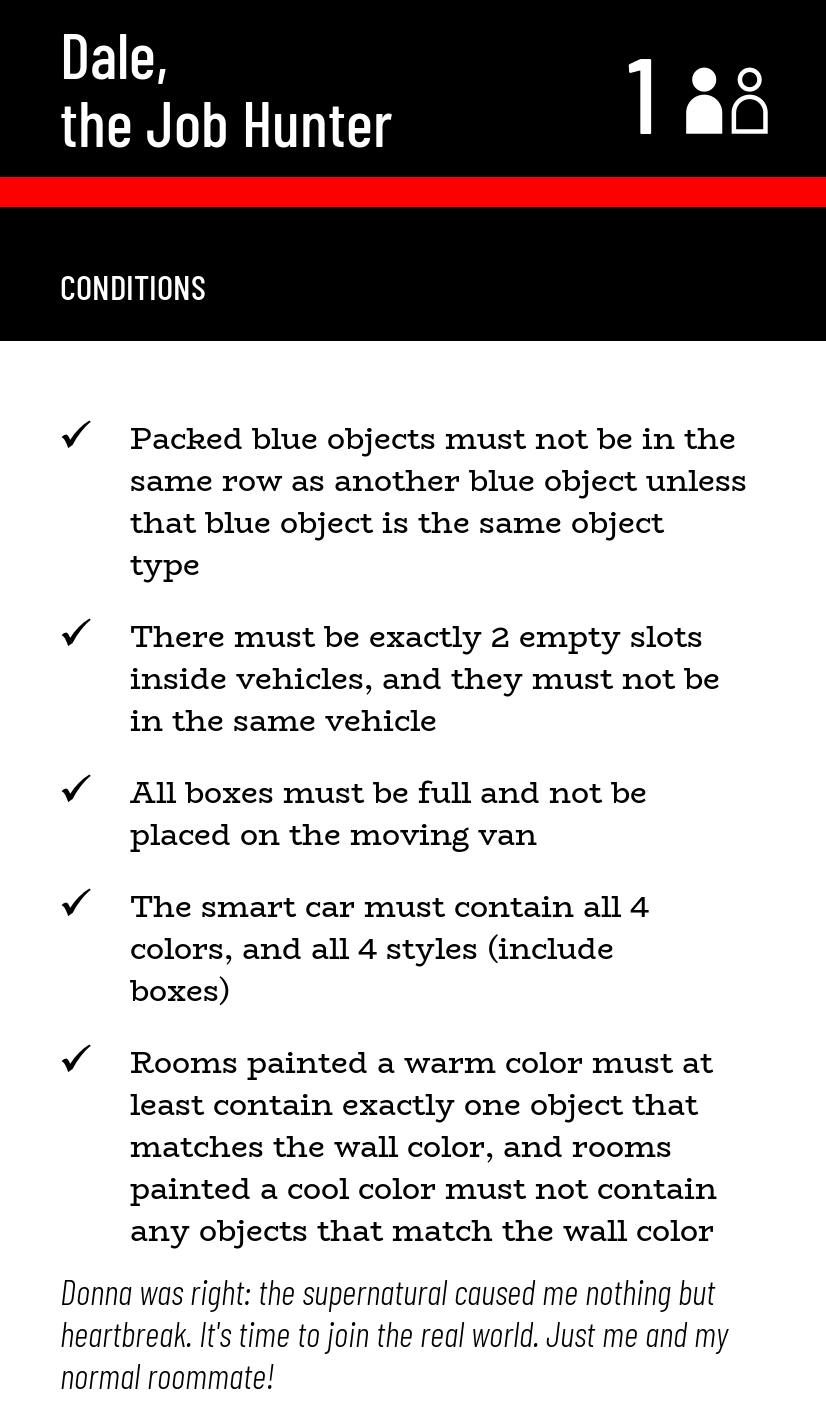 Dale,
the Job Hunter
1
CONDITIONS
✓ Packed blue objects must not be in the
same row as another blue object unless
that blue object is the same object
type
✓ There must be exactly 2 empty slots
inside vehicles, and they must not be
in the same vehicle
✓ All boxes must be full and not be
placed on the moving van
✓ The smart car must contain all 4
colors, and all 4 styles (include
boxes)
✓ Rooms painted a warm color must at
least contain exactly one object that
matches the wall color, and rooms
painted a cool color must not contain
any objects that match the wall color
Donna was right: the supernatural caused me nothing but
heartbreak. It's time to join the real world. Just me and my
normal roommate!